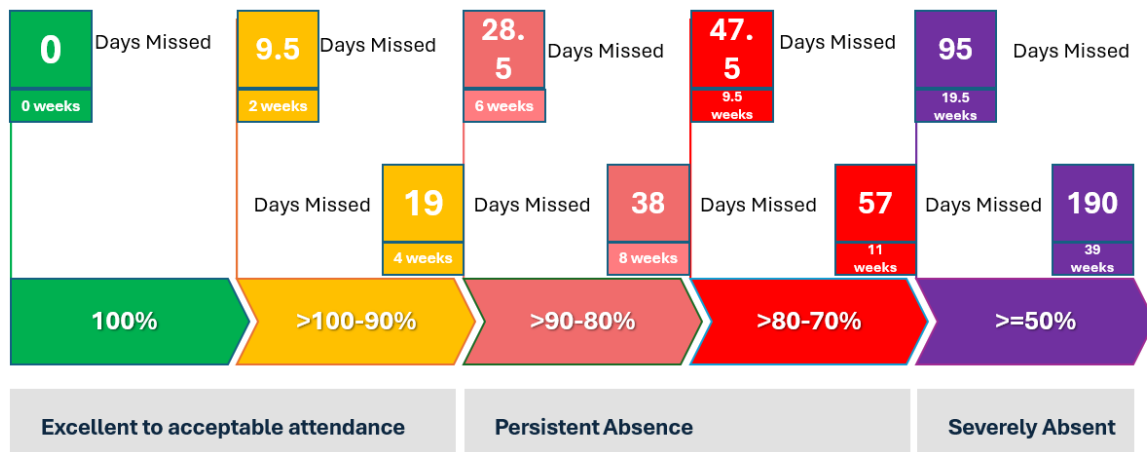 0
Days Missed
0 weeks
9.5
Days Missed
2 weeks
28.
5
Days Missed
6 weeks
47.
5
Days Missed
9.5
weeks
95
Days Missed
19.5
weeks
Days Missed
19
4 weeks
Days Missed
38
8 weeks
Days Missed
57
11
weeks
Days Missed
190
39
weeks
100%
>100-90%
>90-80%
>80-70%
>=50%
Excellent to acceptable attendance
Persistent Absence
Severely Absent